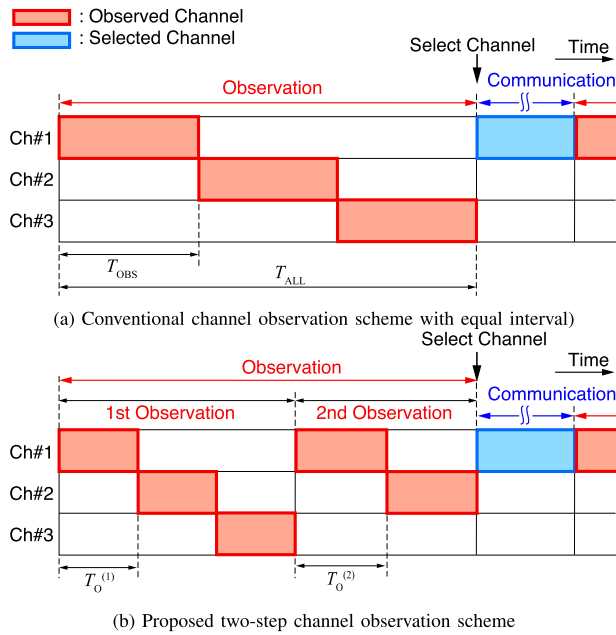 : Observed Channel
: Selected Channel
Select Channel
Time
Observation
Communication
Ch#1
Ch#2
Ch#3
T_OBS
T_ALL
(a) Conventional channel observation scheme with equal interval)
Select Channel
Observation
Time
Communication
1st Observation
2nd Observation
Ch#1
Ch#2
Ch#3
T_O^(1)
T_O^(2)
(b) Proposed two-step channel observation scheme